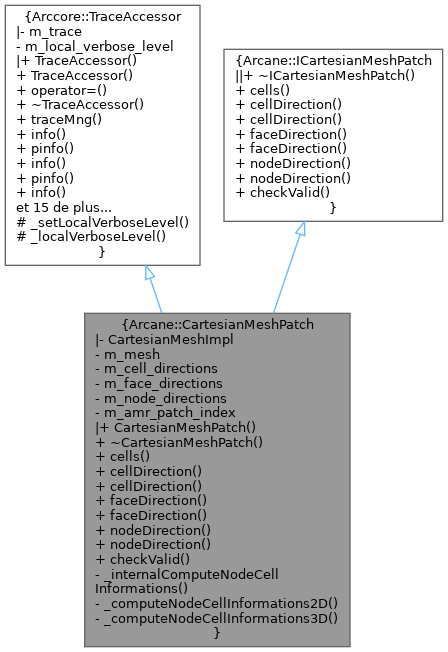 {Arccore::TraceAccessor
|- m_trace
- m_local_verbose_level
|+ TraceAccessor()
+ TraceAccessor()
+ operator=()
+ ~TraceAccessor()
+ traceMng()
+ info()
+ pinfo()
+ info()
+ pinfo()
+ info()
et 15 de plus...
# _setLocalVerboseLevel()
# _localVerboseLevel()
}
{Arcane::ICartesianMeshPatch
||+ ~ICartesianMeshPatch()
+ cells()
+ cellDirection()
+ cellDirection()
+ faceDirection()
+ faceDirection()
+ nodeDirection()
+ nodeDirection()
+ checkValid()
}
{Arcane::CartesianMeshPatch
|- CartesianMeshImpl
- m_mesh
- m_cell_directions
- m_face_directions
- m_node_directions
- m_amr_patch_index
|+ CartesianMeshPatch()
+ ~CartesianMeshPatch()
+ cells()
+ cellDirection()
+ cellDirection()
+ faceDirection()
+ faceDirection()
+ nodeDirection()
+ nodeDirection()
+ checkValid()
- _internalComputeNodeCell
Informations()
- _computeNodeCellInformations2D()
- _computeNodeCellInformations3D()
}